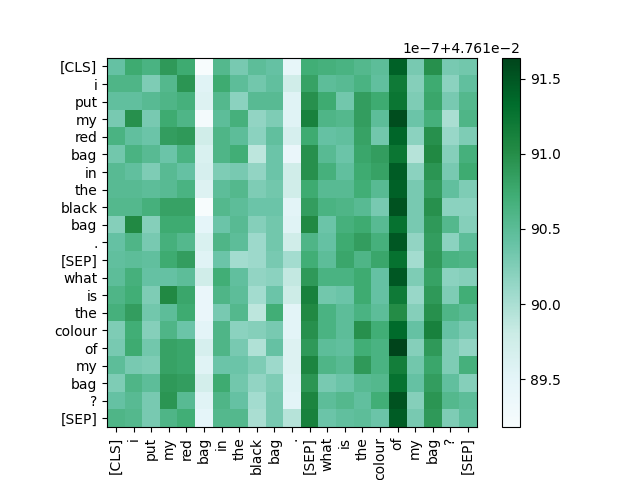 1e-7+4.761e-2
[CLS]
i
put
my
red
bag
in
the
black
bag
.
[SEP]
what
is
the
colour
of
my
bag
?
[SEP]
91.5
91.0
90.5
90.0
89.5
[CLS]
i
put
my
red
bag
in
the
black
bag
.
[SEP]
what
is
the
colour
of
my
bag
?
[SEP]